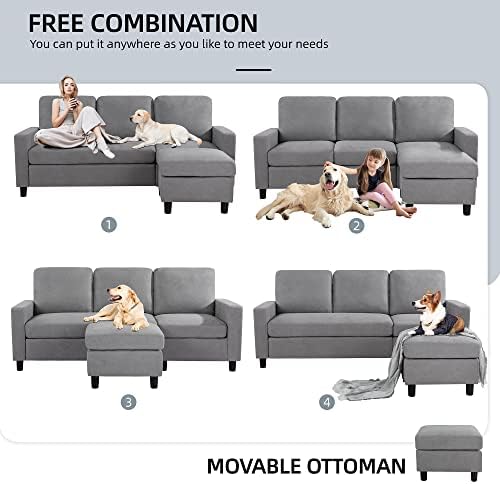 FREE COMBINATION
You can put it anywhere as you like to meet your needs
1
2
3
4
MOVABLE OTTOMAN